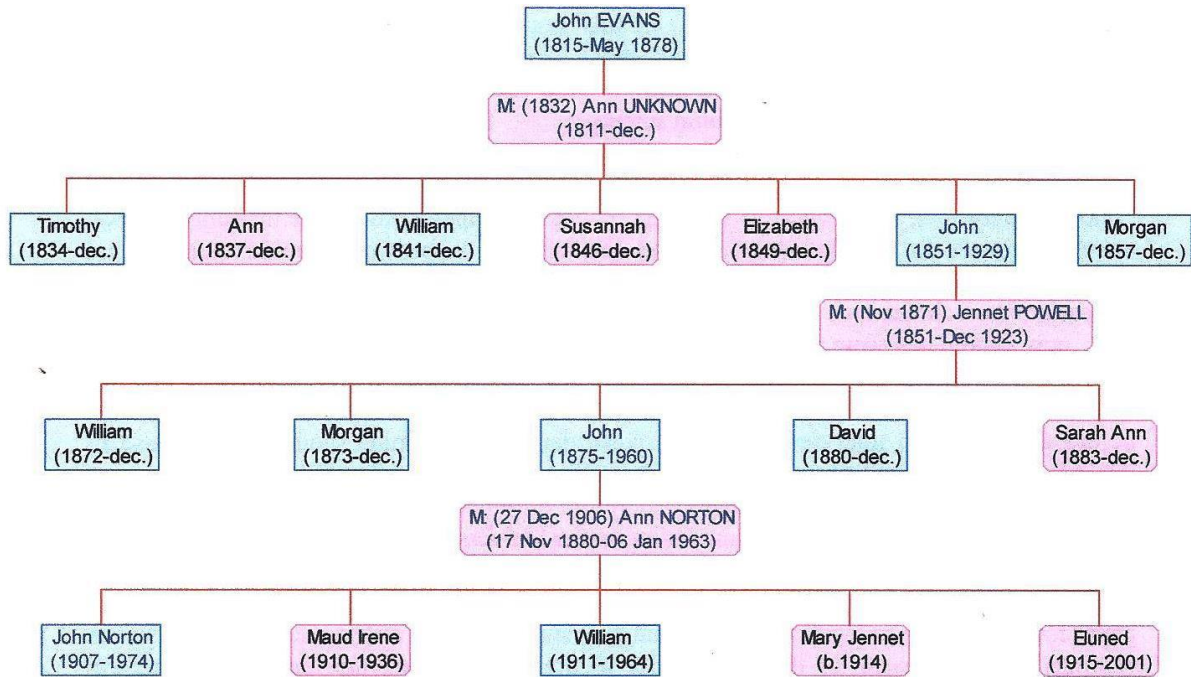 John EVANS
(1815-May 1878)
M: (1832) Ann UNKNOWN
(1811-dec.)
Timothy
(1834-dec.)
Ann
(1837-dec.)
William
(1841-dec.)
Susannah
(1846-dec.)
Elizabeth
(1849-dec.)
John
(1851-1929)
Morgan
(1857-dec.)
M: (Nov 1871) Jennet POWELL
(1851-Dec 1923)
William
(1872-dec.)
Morgan
(1873-dec.)
John
(1875-1960)
David
(1880-dec.)
Sarah Ann
(1883-dec.)
M: (27 Dec 1906) Ann NORTON
(17 Nov 1880-06 Jan 1963)
John Norton
(1907-1974)
Maud Irene
(1910-1936)
William
(1911-1964)
Mary Jennet
(b.1914)
Eluned
(1915-2001)